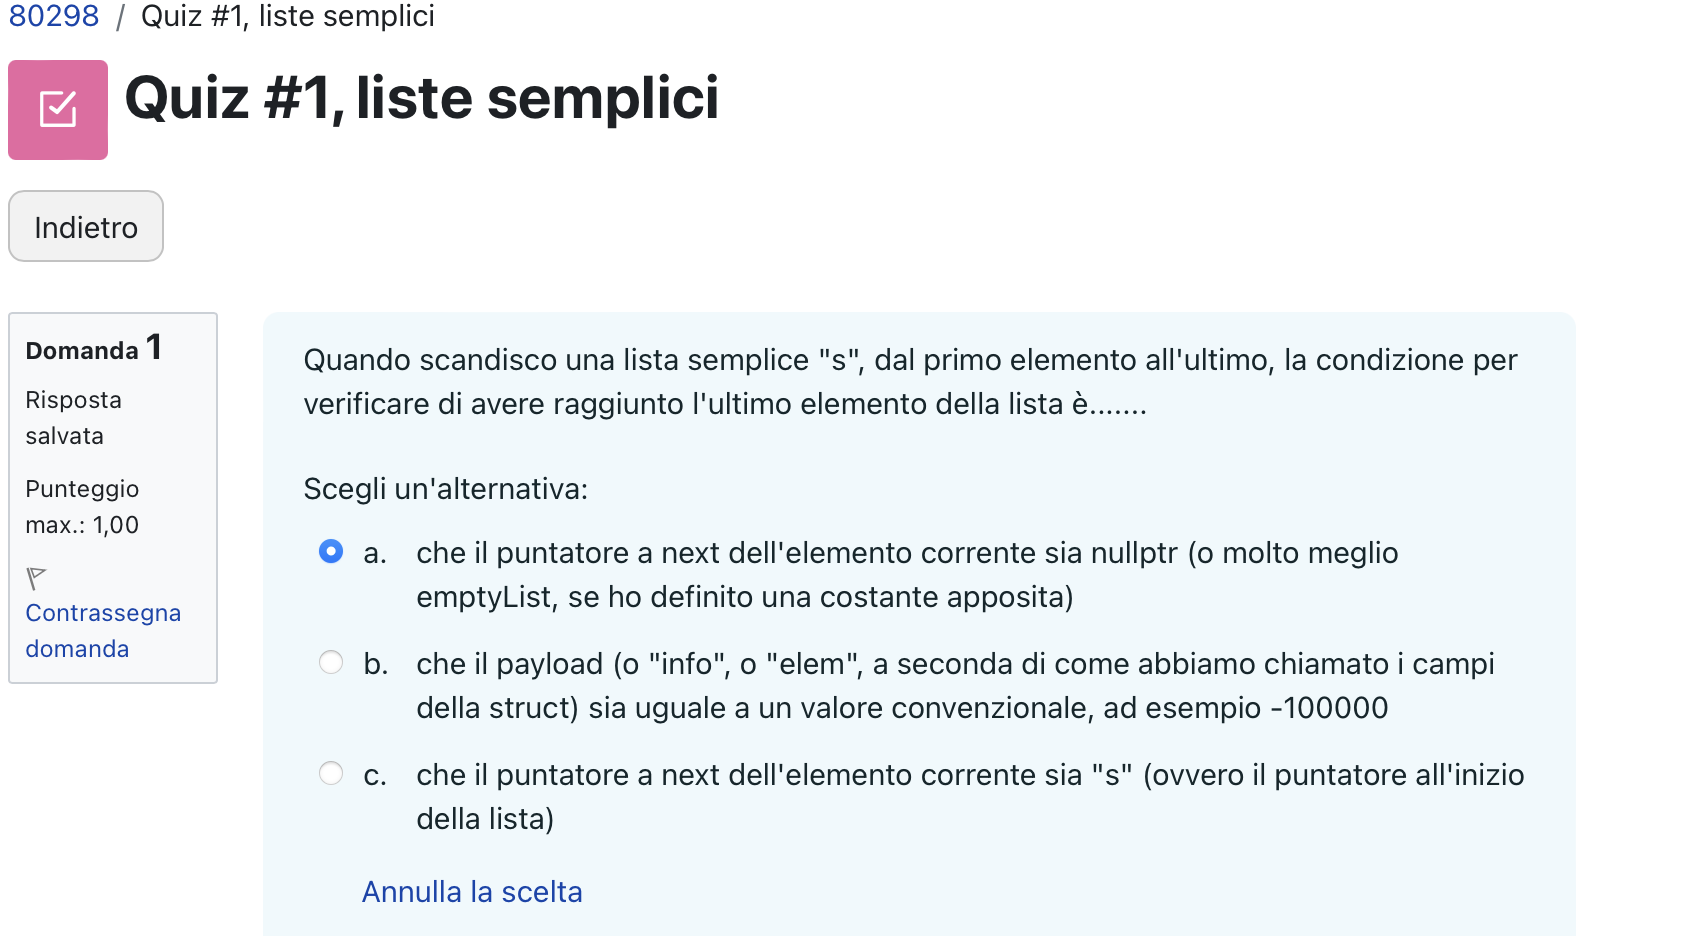 80298 / Quiz #1, liste semplici
Quiz #1, liste semplici
Indietro
Domanda 1
Risposta
salvata
Punteggio
max.: 1,00
Contrassegna
domanda
Quando scandisco una lista semplice "s", dal primo elemento all'ultimo, la condizione per
verificare di avere raggiunto l'ultimo elemento della lista è.......
Scegli un'alternativa:
a. che il puntatore a next dell'elemento corrente sia nullptr (o molto meglio
emptyList, se ho definito una costante apposita)
b. che il payload (o "info", o "elem", a seconda di come abbiamo chiamato i campi
della struct) sia uguale a un valore convenzionale, ad esempio -100000
c. che il puntatore a next dell'elemento corrente sia "s" (ovvero il puntatore all'inizio
della lista)
Annulla la scelta